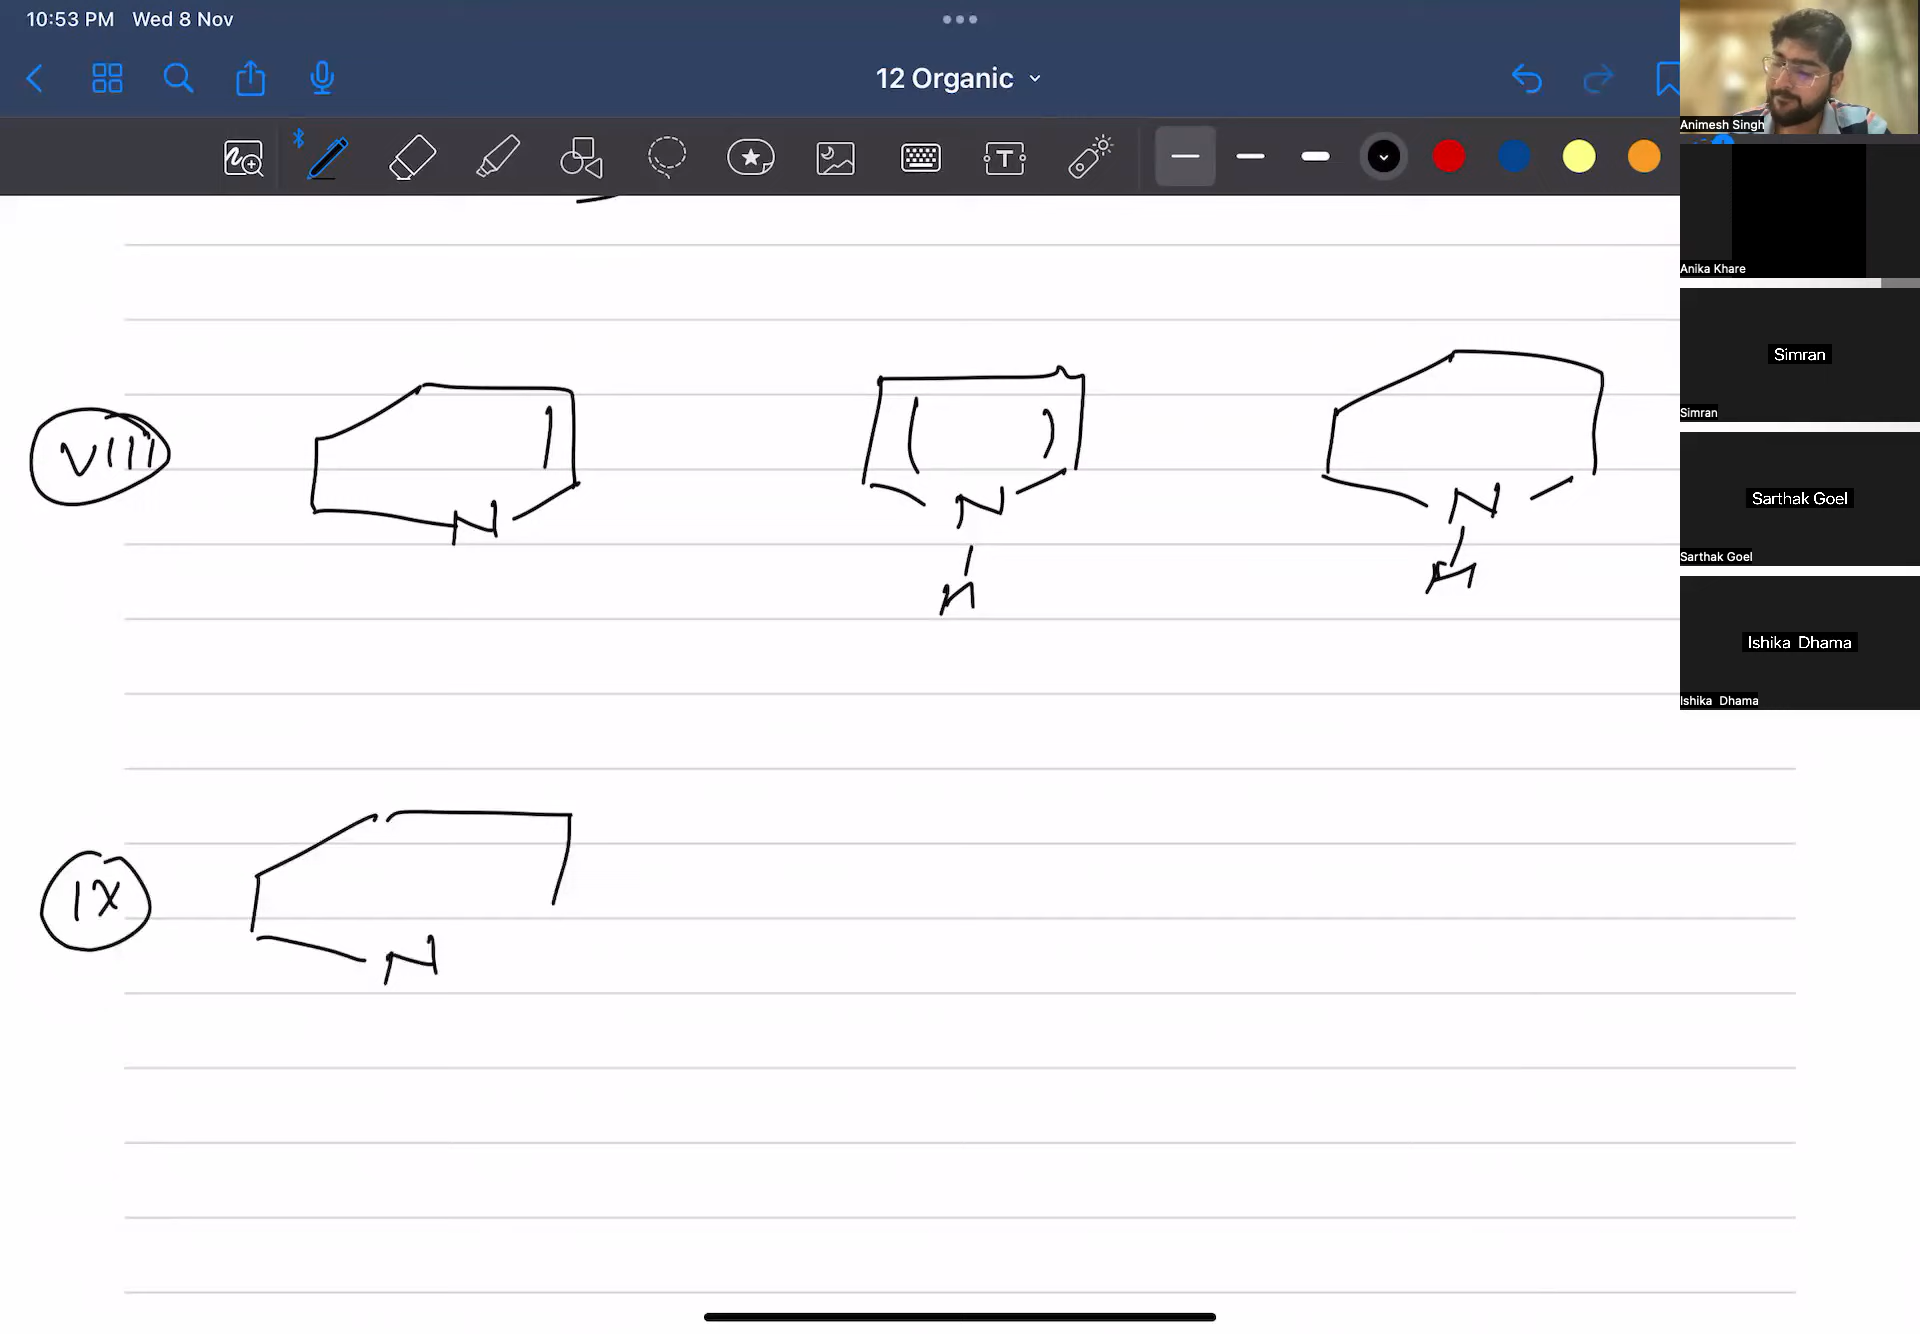 10:53 PM Wed 8 Nov
12 Organic
T
Animesh Singh
Anika Khare
Simran
Simran
Sarthak Goel
Sarthak Goel
Ishika Dhama
Ishika Dhama
VIII
N
N
H
N
H
IX
N